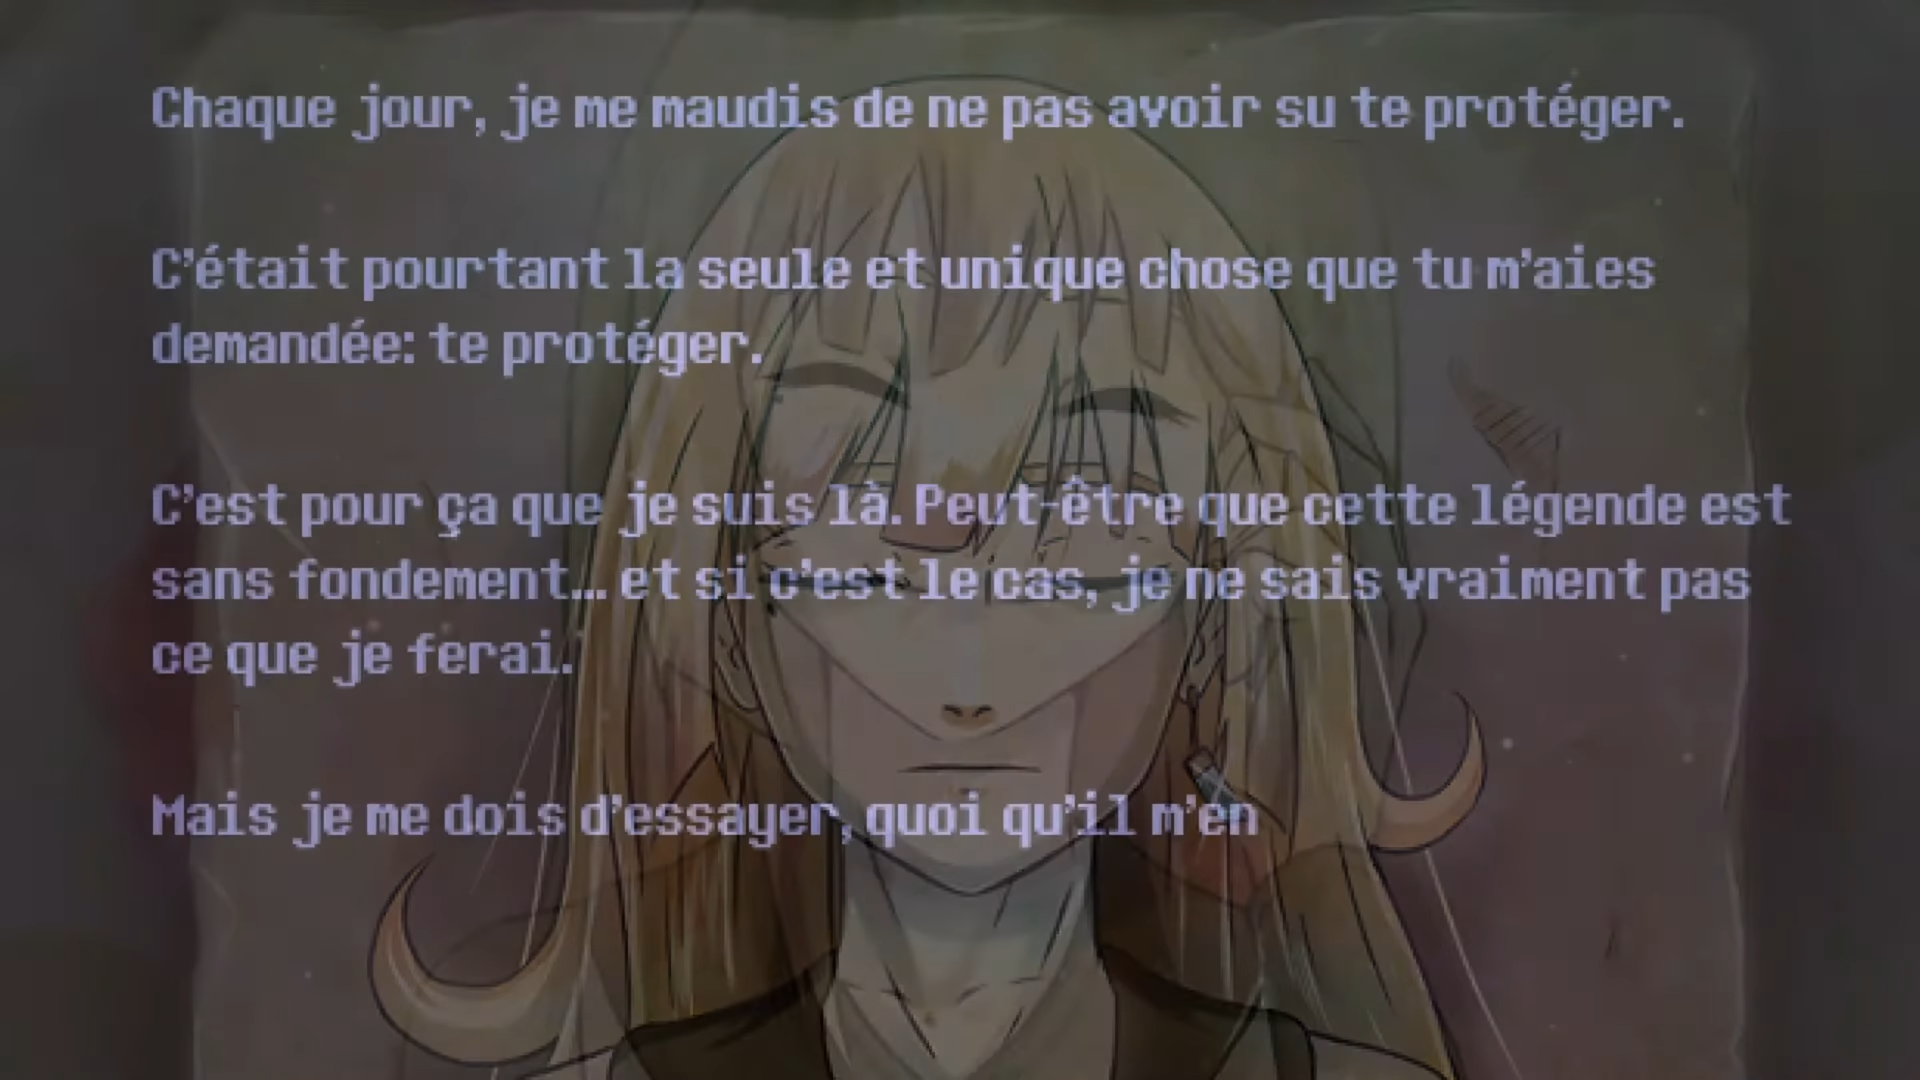 Chaque jour, je me maudis de ne pas avoir su te protéger.
C'était pourtant la seule et unique chose que tu m'aies
demandée: te protéger.
C'est pour ça que je suis là. Peut-être que cette légende est
sans fondement... et si c'est le cas, je ne sais vraiment pas
ce que je ferai.
Mais je me dois d'essayer, quoi qu'il m'en